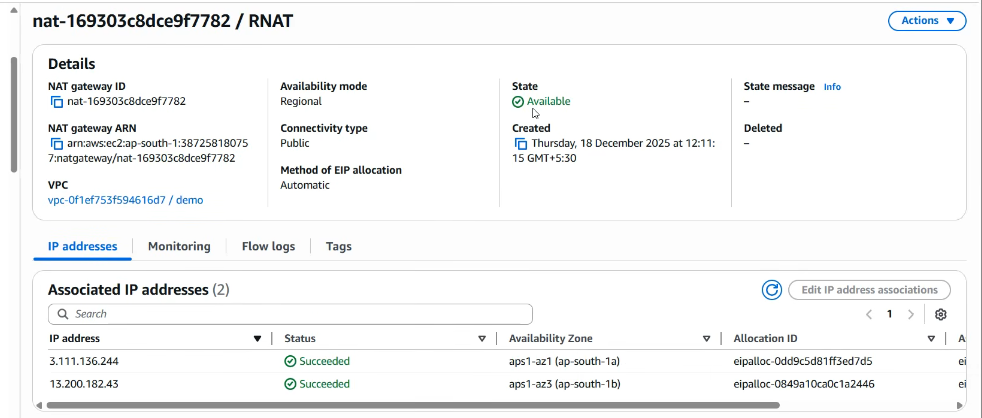 nat-169303c8dce9f7782 / RNAT
Actions
Details
NAT gateway ID
nat-169303c8dce9f7782
NAT gateway ARN
arn:aws:ec2:ap-south-1:38725818075
7:natgateway/nat-169303c8dce9f7782
VPC
vpc-0f1ef753f594616d7 / demo
Availability mode
Regional
Connectivity type
Public
Method of EIP allocation
Automatic
State
Available
Created
Thursday, 18 December 2025 at 12:11:
15 GMT+5:30
State message Info
–
Deleted
–
IP addresses Monitoring Flow logs Tags
Associated IP addresses (2)
Edit IP address associations
Search
1
IP address Status Availability Zone Allocation ID A
3.111.136.244 Succeeded aps1-az1 (ap-south-1a) eipalloc-0dd9c5d81ff3ed7d5 ei
13.200.182.43 Succeeded aps1-az3 (ap-south-1b) eipalloc-0849a10ca0c1a2446 ei